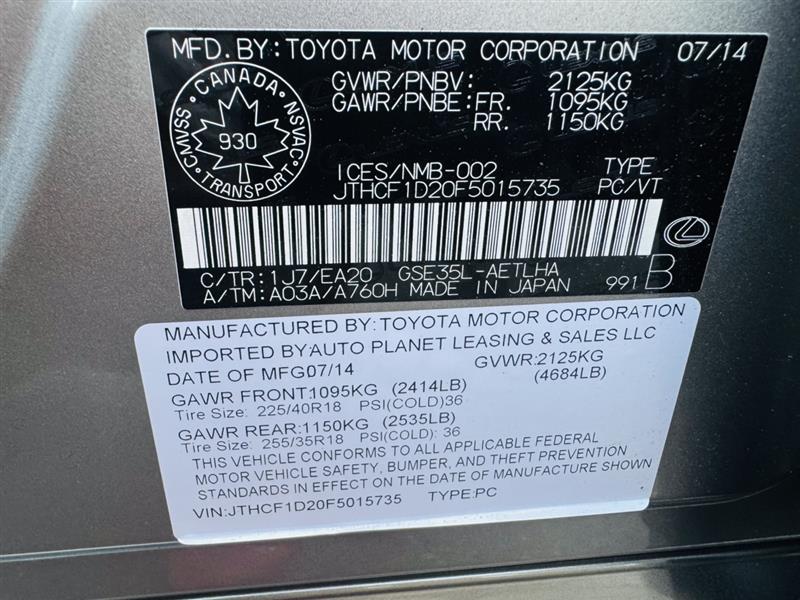 MFD.BY:TOYOTA MOTOR CORPORATION 07/14
GVWR/PNBV: 2125KG
GAWR/PNBE:FR. 1095KG
RR. 1150KG
CANADA
CMVSS NSVAC
930
TRANSPORT
ICES/NMB-002 TYPE
JTHCF1D20F5015735 PC/VT
C/TR:1J7/EA20 GSE35L-AETLHA
A/TM:A03A/A760H MADE IN JAPAN 991 B
MANUFACTURED BY:TOYOTA MOTOR CORPORATION
IMPORTED BY:AUTO PLANET LEASING & SALES LLC
DATE OF MFG07/14 GVWR:2125KG
(4684LB)
GAWR FRONT:1095KG (2414LB)
Tire Size: 225/40R18 PSI(COLD)36
GAWR REAR:1150KG (2535LB)
Tire Size: 255/35R18 PSI(COLD): 36
THIS VEHICLE CONFORMS TO ALL APPLICABLE FEDERAL
MOTOR VEHICLE SAFETY, BUMPER, AND THEFT PREVENTION
STANDARDS IN EFFECT ON THE DATE OF MANUFACTURE SHOWN
VIN:JTHCF1D20F5015735 TYPE:PC